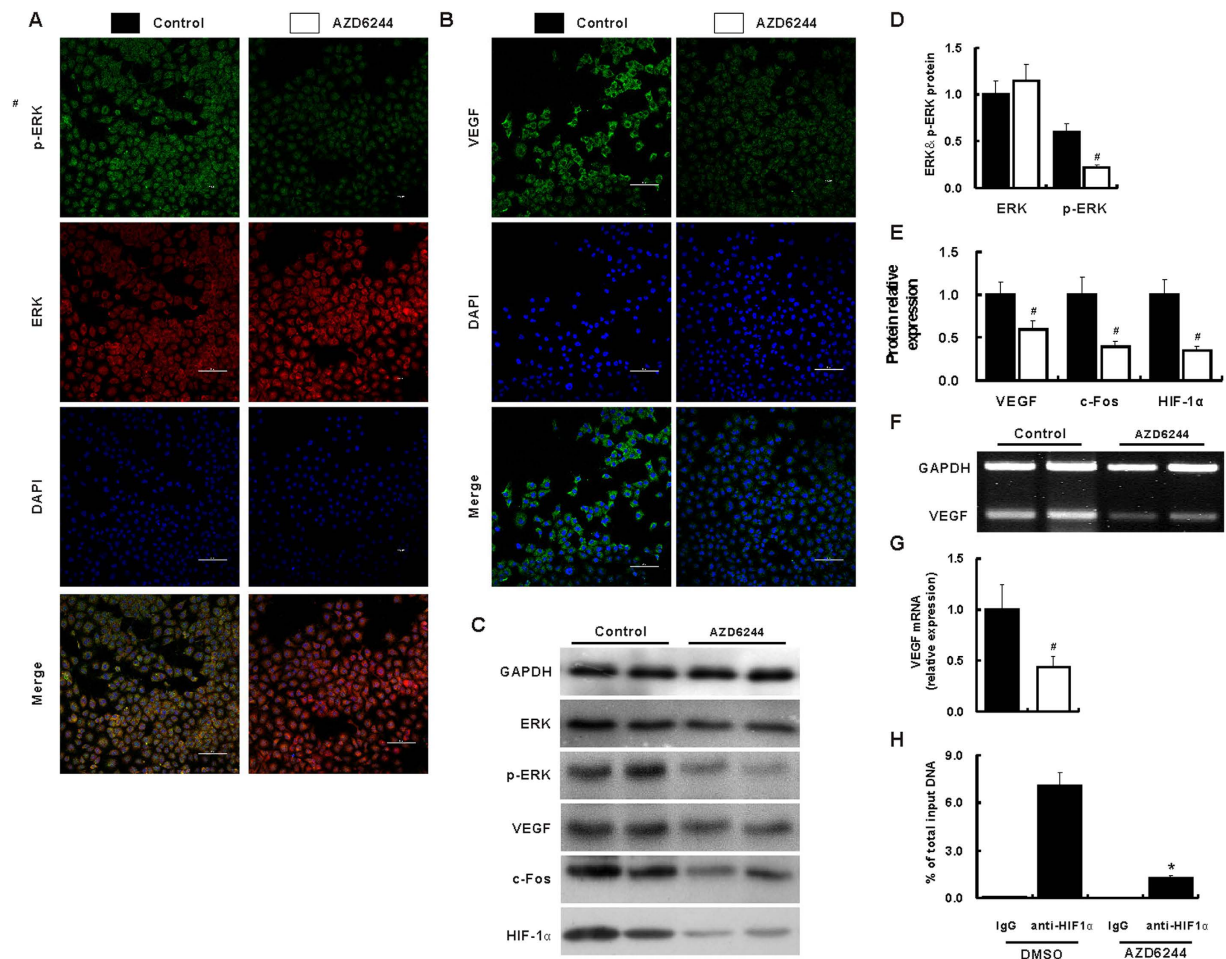 A
Control
AZD6244
#
p-ERK
ERK
DAPI
Merge
B
Control
AZD6244
VEGF
DAPI
Merge
C
Control
AZD6244
GAPDH
ERK
p-ERK
VEGF
c-Fos
HIF-1α
D
ERK& p-ERK protein
1.5
1.0
0.5
0.0
#
ERK
p-ERK
E
Protein relative
expression
1.5
1.0
0.5
0.0
#
#
#
VEGF
c-Fos
HIF-1α
F
Control
AZD6244
GAPDH
VEGF
G
VEGF mRNA
(relative expression)
1.5
1.0
0.5
0.0
#
H
% of total input DNA
9.0
6.0
3.0
0.0
*
IgG anti-HIF1α IgG anti-HIF1α
DMSO AZD6244